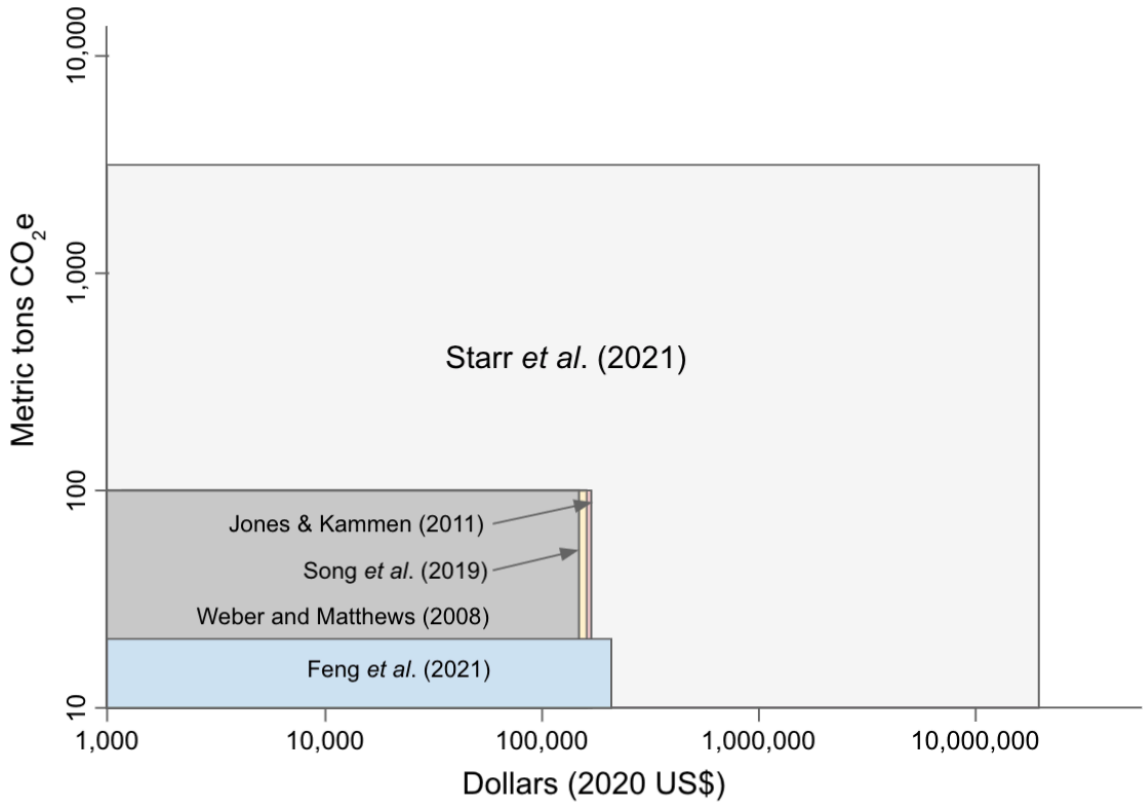 10,000
1,000
100
10
Metric tons CO2e
Starr et al. (2021)
Jones & Kammen (2011)
Song et al. (2019)
Weber and Matthews (2008)
Feng et al. (2021)
1,000
10,000
100,000
1,000,000
10,000,000
Dollars (2020 US$)